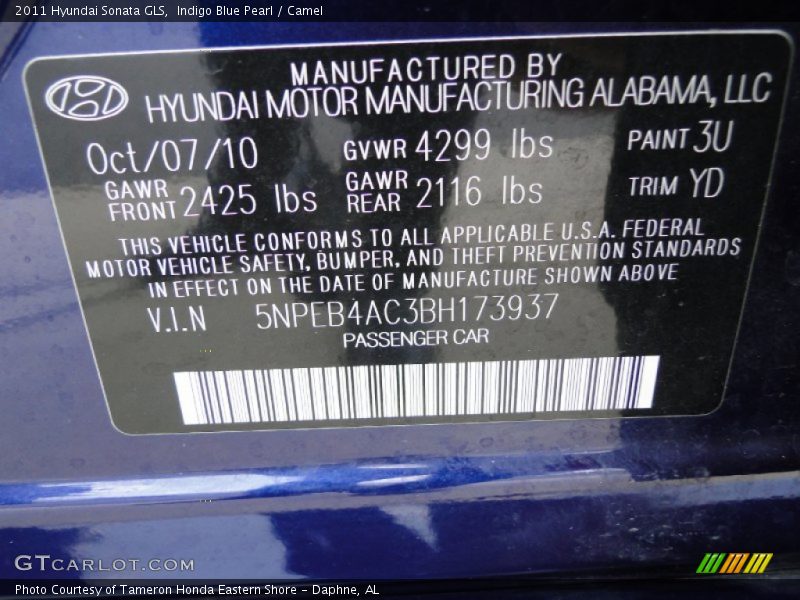 2011 Hyundai Sonata GLS, Indigo Blue Pearl / Camel
MANUFACTURED BY
HYUNDAI MOTOR MANUFACTURING ALABAMA, LLC
Oct/07/10 GVWR 4299 lbs PAINT 3U
GAWR FRONT 2425 lbs GAWR REAR 2116 lbs TRIM YD
THIS VEHICLE CONFORMS TO ALL APPLICABLE U.S.A. FEDERAL
MOTOR VEHICLE SAFETY, BUMPER, AND THEFT PREVENTION STANDARDS
IN EFFECT ON THE DATE OF MANUFACTURE SHOWN ABOVE
V.I.N 5NPEB4AC3BH173937
PASSENGER CAR
GTCARLOT.COM
Photo Courtesy of Tameron Honda Eastern Shore - Daphne, AL